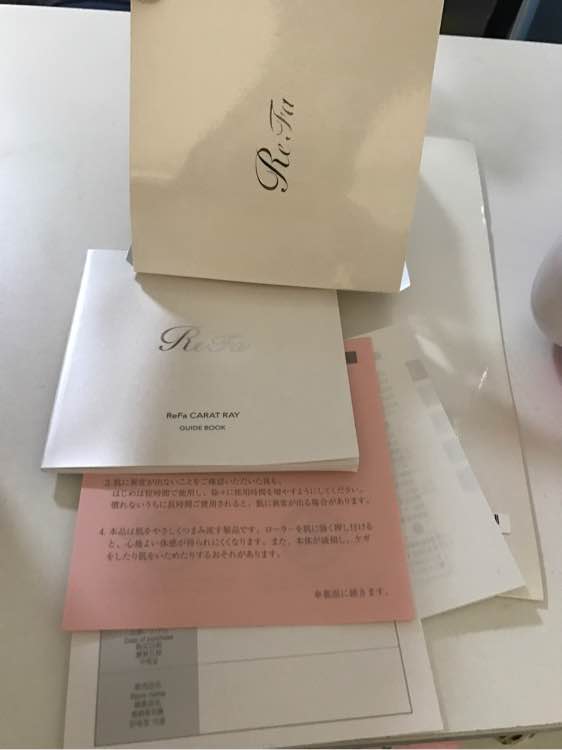 ReFa
ReFa
ReFa CARAT RAY
GUIDE BOOK
3. 肌に異常が出ないことをご確認いただいた後も、
はじめは短時間で使用し、徐々に使用時間を増やすようにしてください。
慣れないうちに長時間ご使用されると、肌に異常が出る場合があります。
4. 本品は肌をやさしくつまみ流す製品です。ローラーを肌に強く押し付ける
と、心地よい体感が得られにくくなります。また、本体が破損し、ケガ
をしたり肌をいためたりするおそれがあります。
※裏面に続きます。
Date of purchase
Store name